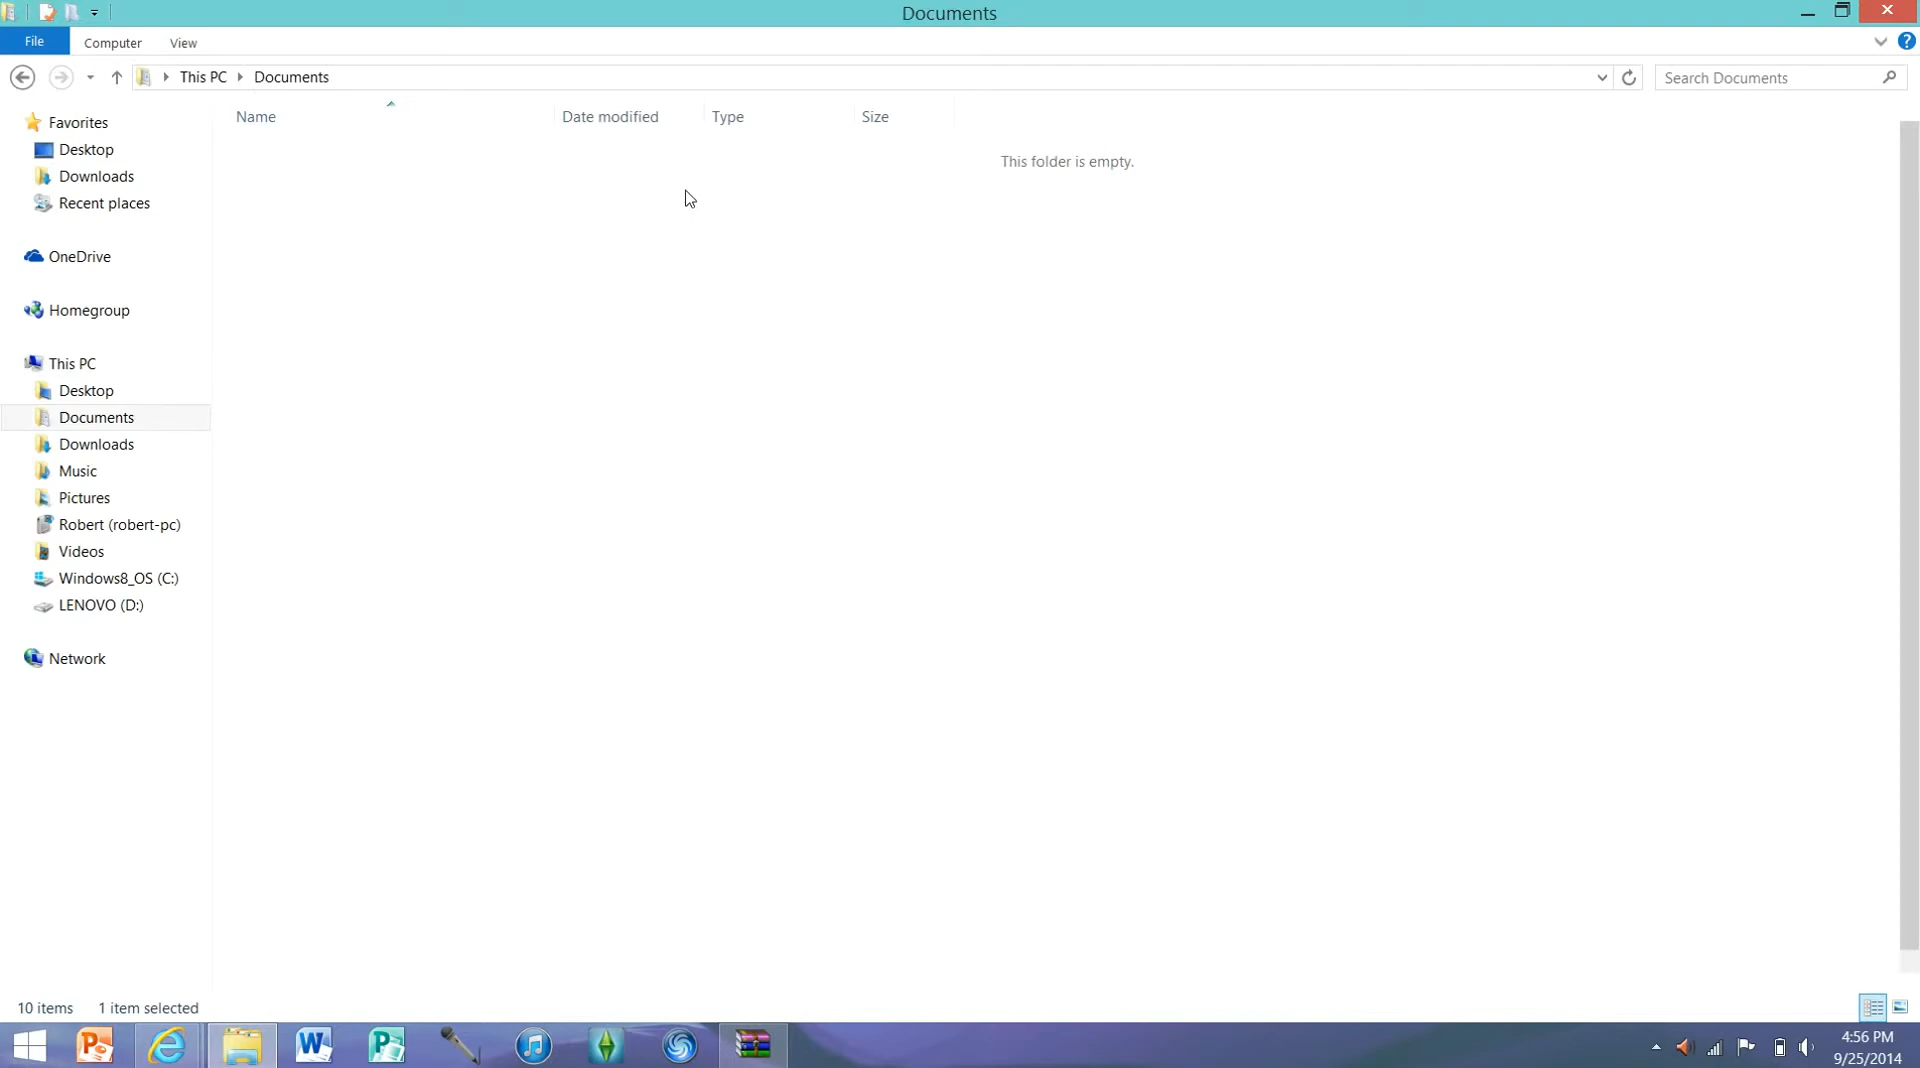 Documents
File
Computer
View
This PC
Documents
Search Documents
Name
Date modified
Type
Size
This folder is empty.
Favorites
Desktop
Downloads
Recent places
OneDrive
Homegroup
This PC
Desktop
Documents
Downloads
Music
Pictures
Robert (robert-pc)
Videos
Windows8_OS (C:)
LENOVO (D:)
Network
10 items
1 item selected
4:56 PM
9/25/2014